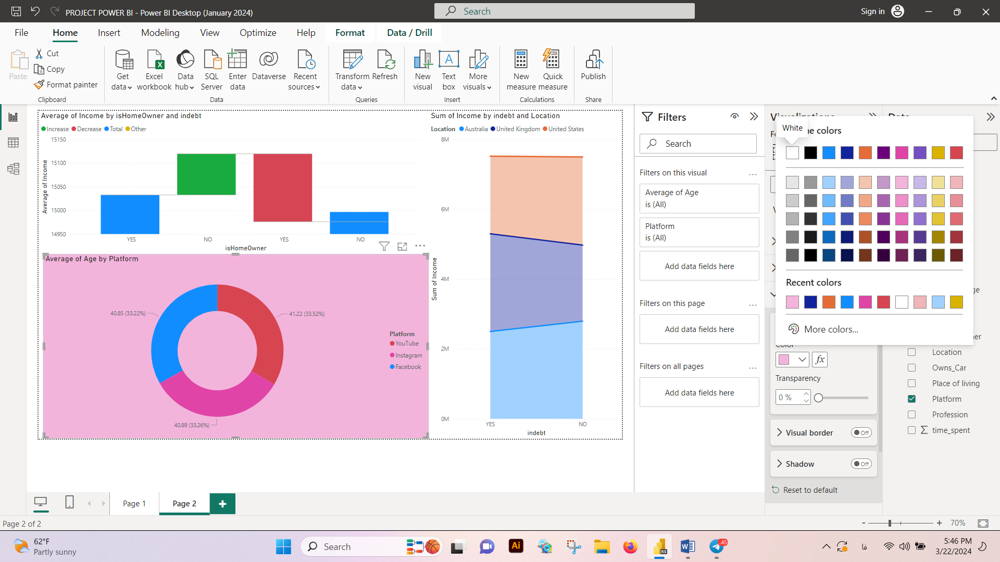 PROJECT POWER BI - Power BI Desktop (January 2024)
Search
Sign in
File
Home
Insert
Modeling
View
Optimize
Help
Format
Data / Drill
Paste
Cut
Copy
Format painter
Clipboard
Get data
Excel workbook
Data hub
SQL Server
Enter data
Dataverse
Recent sources
Data
Transform data
Refresh
Queries
New visual
Text box
More visuals
Insert
New measure
Quick measure
Calculations
Publish
Share
Average of Income by isHomeOwner and indebt
Increase Decrease Total Other
15150
15100
15050
15000
14950
Average of Income
YES NO YES NO
isHomeOwner
Average of Age by Platform
40.85 (33.22%)
41.22 (33.52%)
40.89 (33.26%)
Platform
YouTube
Instagram
Facebook
Sum of Income by indebt and Location
Location Australia United Kingdom United States
8M
6M
4M
2M
0M
Sum of Income
YES NO
indebt
Filters
Search
Filters on this visual
...
Average of Age
is (All)
Platform
is (All)
Add data fields here
Filters on this page
...
Add data fields here
Filters on all pages
...
Add data fields here
White
e colors
Recent colors
More colors...
Color
fx
Transparency
0 %
Visual border
Off
Shadow
Off
Reset to default
ge
er
Location
Owns_Car
Place of living
Platform
Profession
Σ time_spent
Page 1
Page 2
+
Page 2 of 2
- + 70%
62°F
Partly sunny
Search
Ai
RS
W
45
فا
5:46 PM
3/22/2024